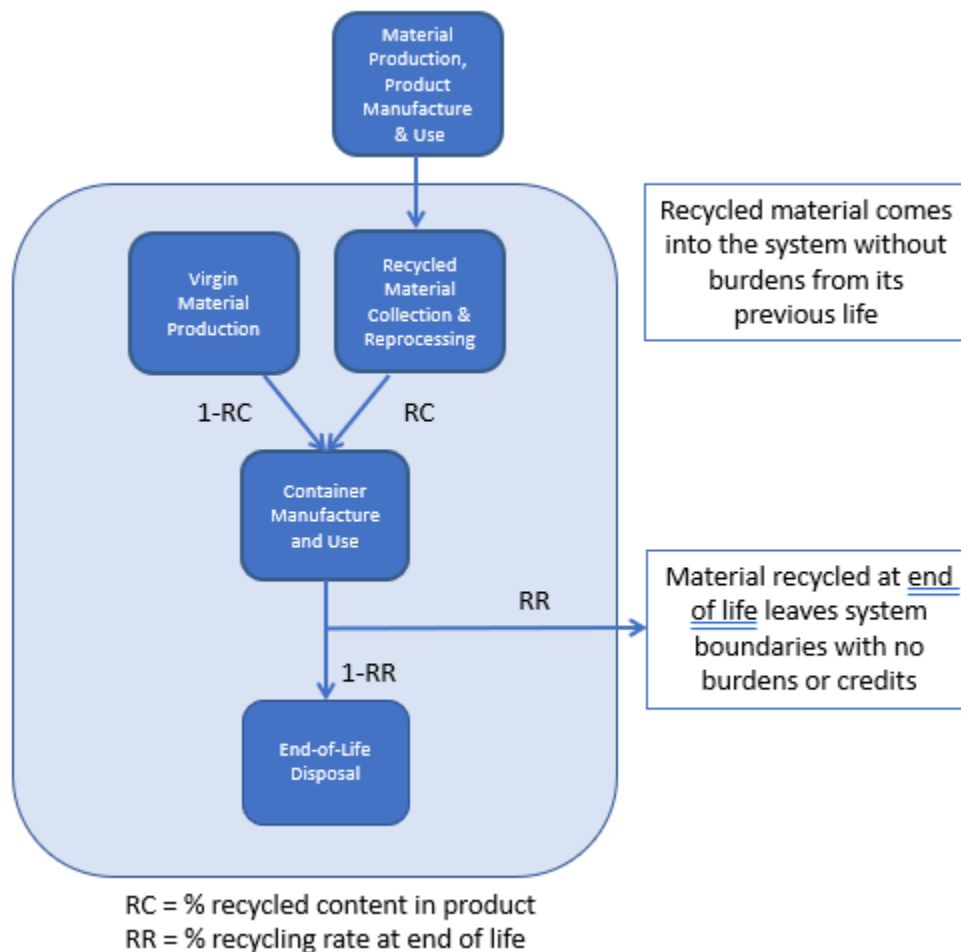 Material
Production,
Product
Manufacture
& Use
Recycled material comes
into the system without
burdens from its
previous life
Virgin
Material
Production
Recycled
Material
Collection &
Reprocessing
1-RC
RC
Container
Manufacture
and Use
RR
Material recycled at end
of life leaves system
boundaries with no
burdens or credits
1-RR
End-of-Life
Disposal
RC = % recycled content in product
RR = % recycling rate at end of life